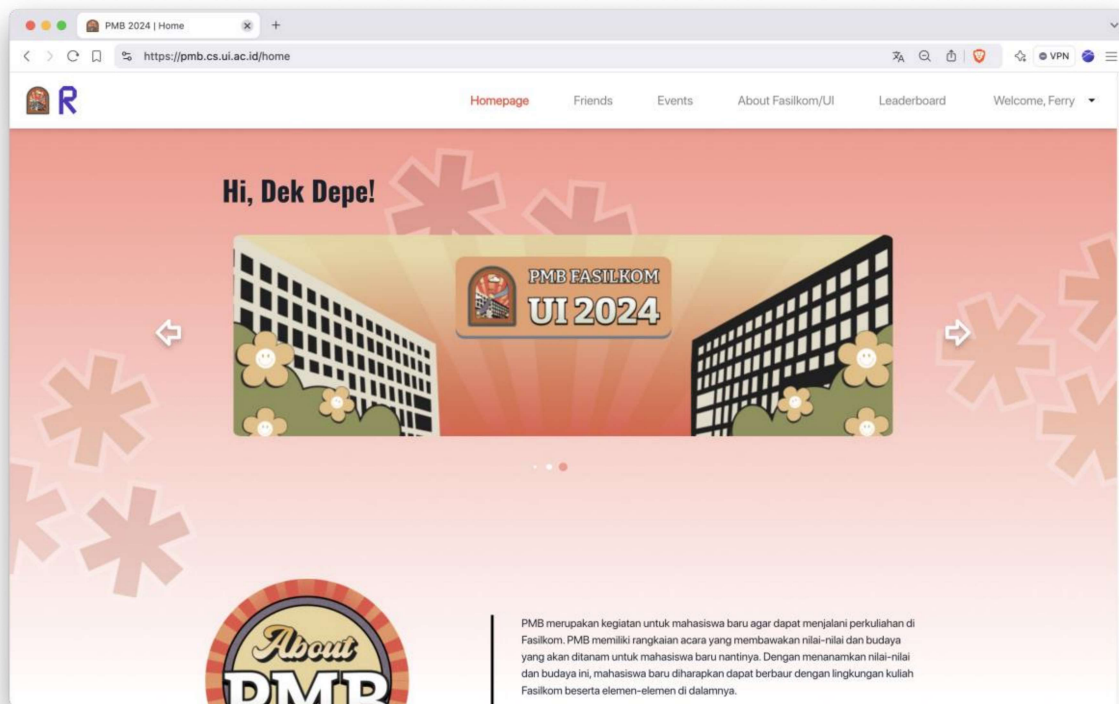 PMB 2024 | Home
https://pmb.cs.ui.ac.id/home
VPN
R
Homepage
Friends
Events
About Fasilkom/UI
Leaderboard
Welcome, Ferry
Hi, Dek Depe!
PMB FASILKOM
UI 2024
About
PMB
PMB merupakan kegiatan untuk mahasiswa baru agar dapat menjalani perkuliahan di
Fasilkom. PMB memiliki rangkaian acara yang membawakan nilai-nilai dan budaya
yang akan ditanam untuk mahasiswa baru nantinya. Dengan menanamkan nilai-nilai
dan budaya ini, mahasiswa baru diharapkan dapat berbaur dengan lingkungan kuliah
Fasilkom beserta elemen-elemen di dalamnya.